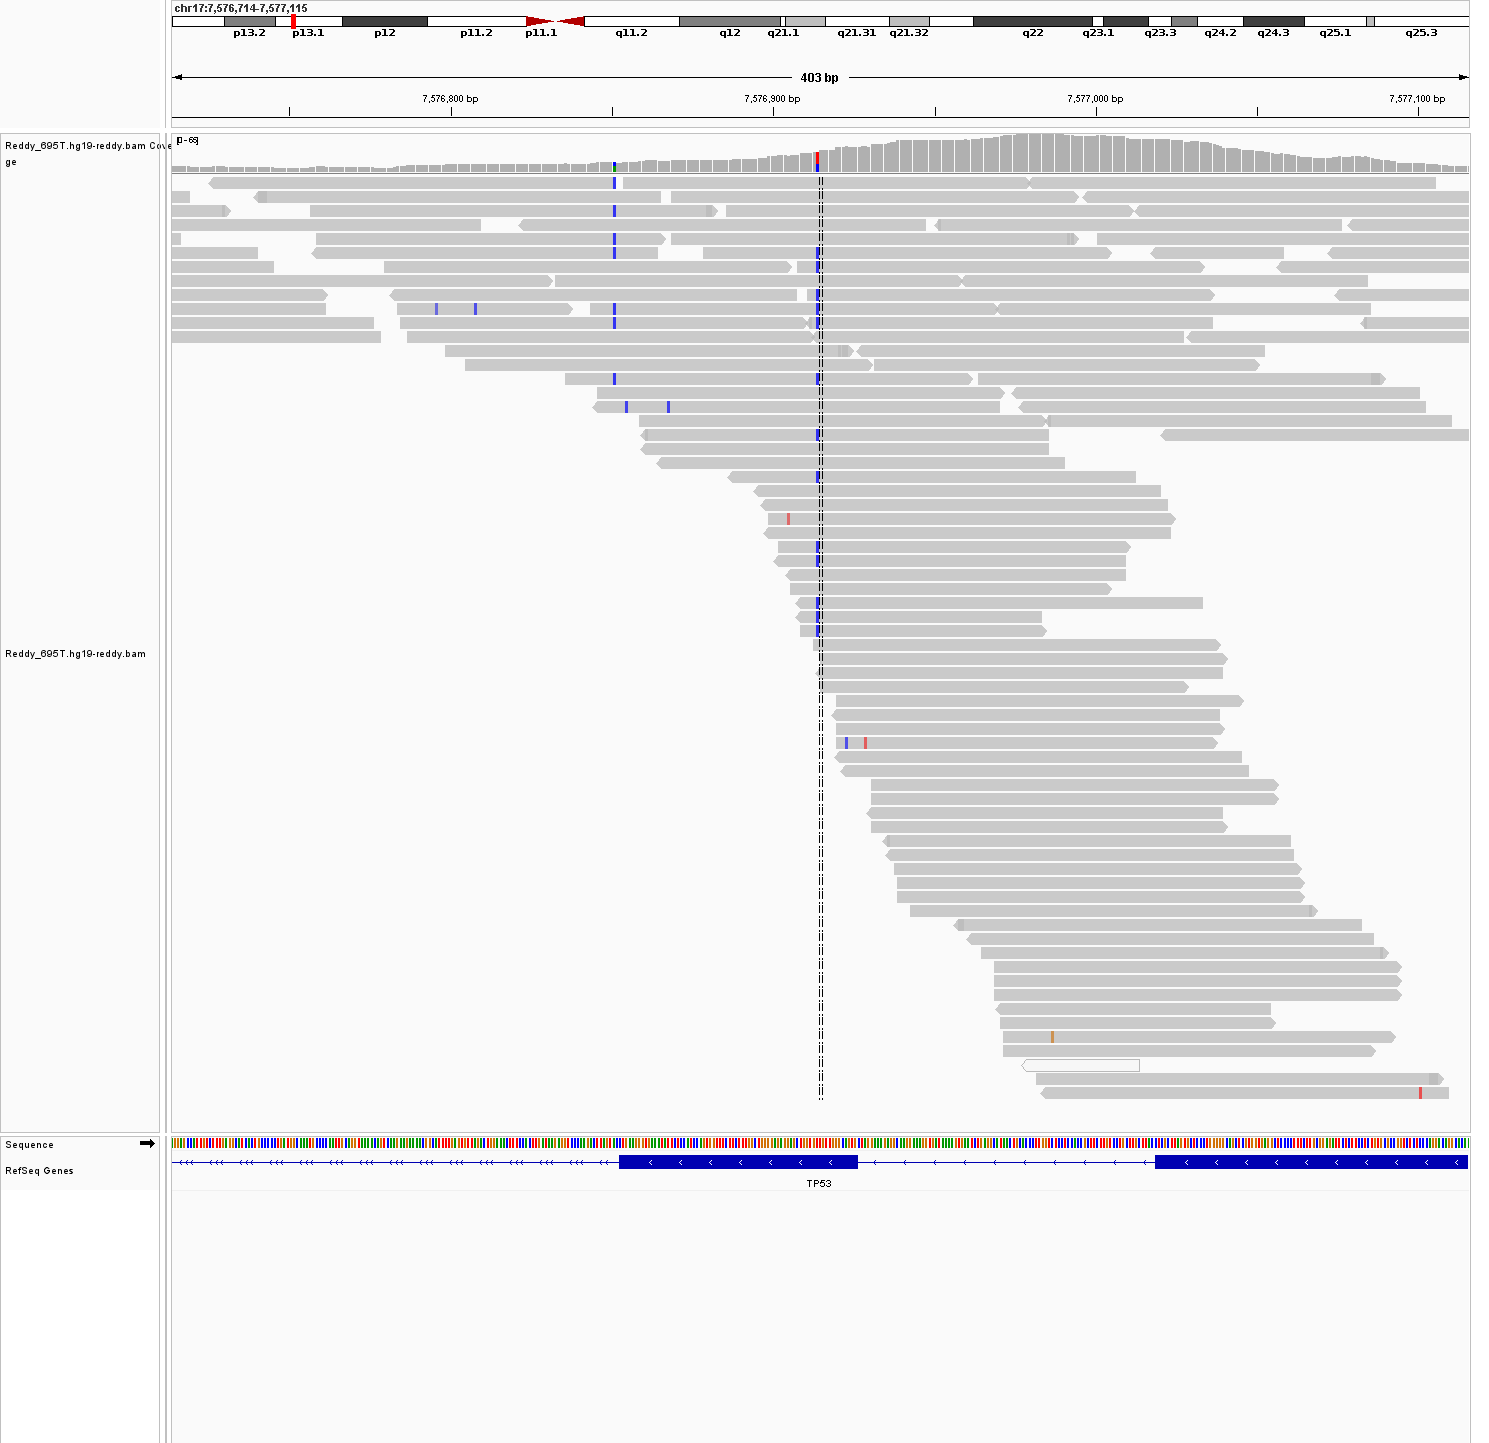 chr17:7,576,714-7,577,115
p13.2 p13.1 p12 p11.2 p11.1 q11.2 q12 q21.1 q21.31 q21.32 q22 q23.1 q23.3 q24.2 q24.3 q25.1 q25.3
403 bp
7,576,800 bp 7,576,900 bp 7,577,000 bp 7,577,100 bp
Reddy_695T.hg19-reddy.bam Cove
ge
Reddy_695T.hg19-reddy.bam
Sequence
RefSeq Genes
TP53